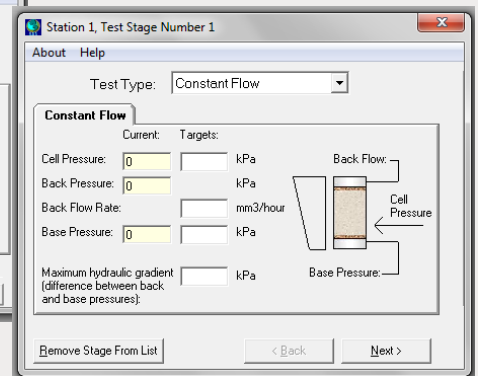 Station 1, Test Stage Number 1
About Help
Test Type: Constant Flow
Constant Flow
Current: Targets:
Cell Pressure: 0 kPa
Back Pressure: 0 kPa
Back Flow Rate: mm3/hour
Base Pressure: 0 kPa
Maximum hydraulic gradient kPa
(difference between back
and base pressures):
Back Flow:
Cell
Pressure
Base Pressure:
Remove Stage From List < Back Next >